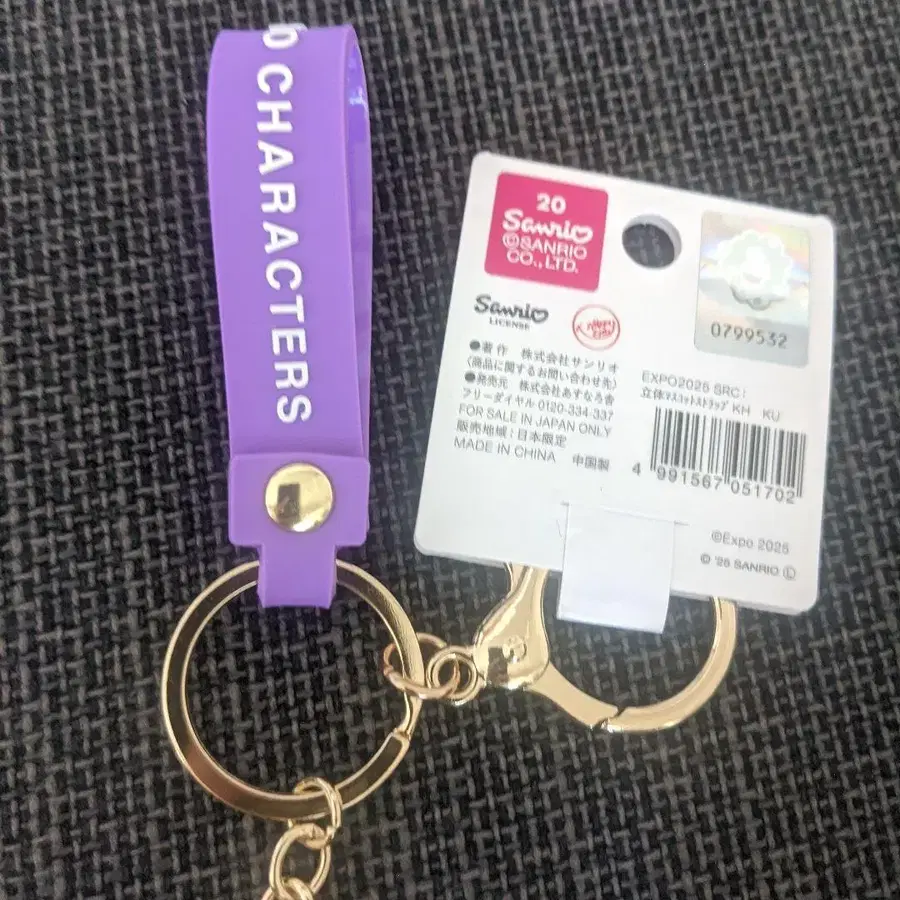 CHARACTERS
20
Sanrio
©SANRIO
CO., LTD.
Sanrio
LICENSE
●著作 株式会社サンリオ
(商品に関するお問い合わせ先)
●発売元 株式会社あすなろ舎
フリーダイヤル 0120-334-337
FOR SALE IN JAPAN ONLY
販売地域:日本限定
MADE IN CHINA 中国製
0799532
EXPO2025 SRC:
立体マスコットストラップ KH KU
4 991567 051702
©Expo 2025
© '25 SANRIO Ⓛ